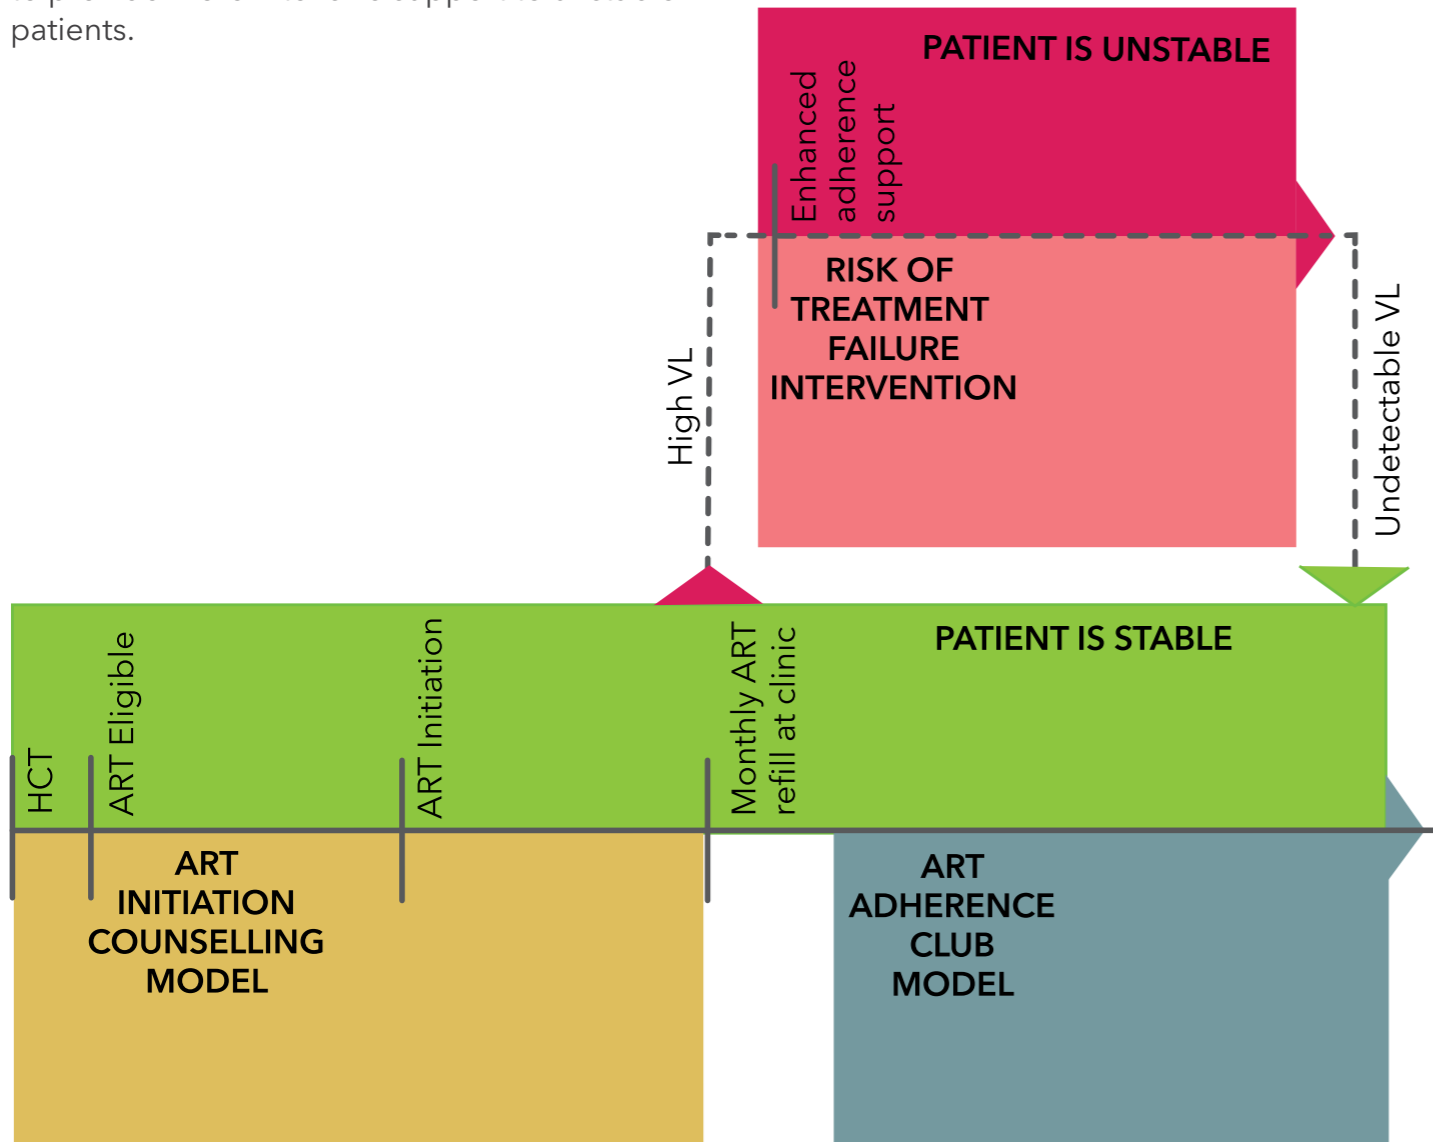 patients.
PATIENT IS UNSTABLE
Enhanced
adherence
support
RISK OF
TREATMENT
FAILURE
INTERVENTION
High VL
Undetectable VL
PATIENT IS STABLE
HCT
ART Eligible
ART Initiation
Monthly ART
refill at clinic
ART
INITIATION
COUNSELLING
MODEL
ART
ADHERENCE
CLUB
MODEL